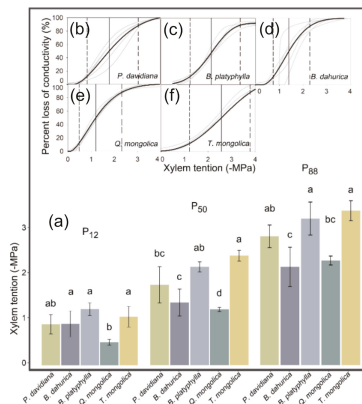 Percent loss of conductivity (%)
100
80
60
40
20
0
100
80
60
40
20
0
(b)
P. davidiana
(c)
B. platyphylla
(d)
B. dahurica
0 1 2 3 4
(e)
Q. mongolica
(f)
T. mongolica
0 1 2 3 4
0 1 2 3 4
Xylem tention (-MPa)
(a)
Xylem tention (-MPa)
3
2
1
0
P12
ab
a
a
b
a
P50
bc
c
ab
d
a
P88
ab
c
a
bc
a
P. davidiana
B. dahurica
B. platyphylla
Q. mongolica
T. mongolica
P. davidiana
B. dahurica
B. platyphylla
Q. mongolica
T. mongolica
P. davidiana
B. dahurica
B. platyphylla
Q. mongolica
T. mongolica